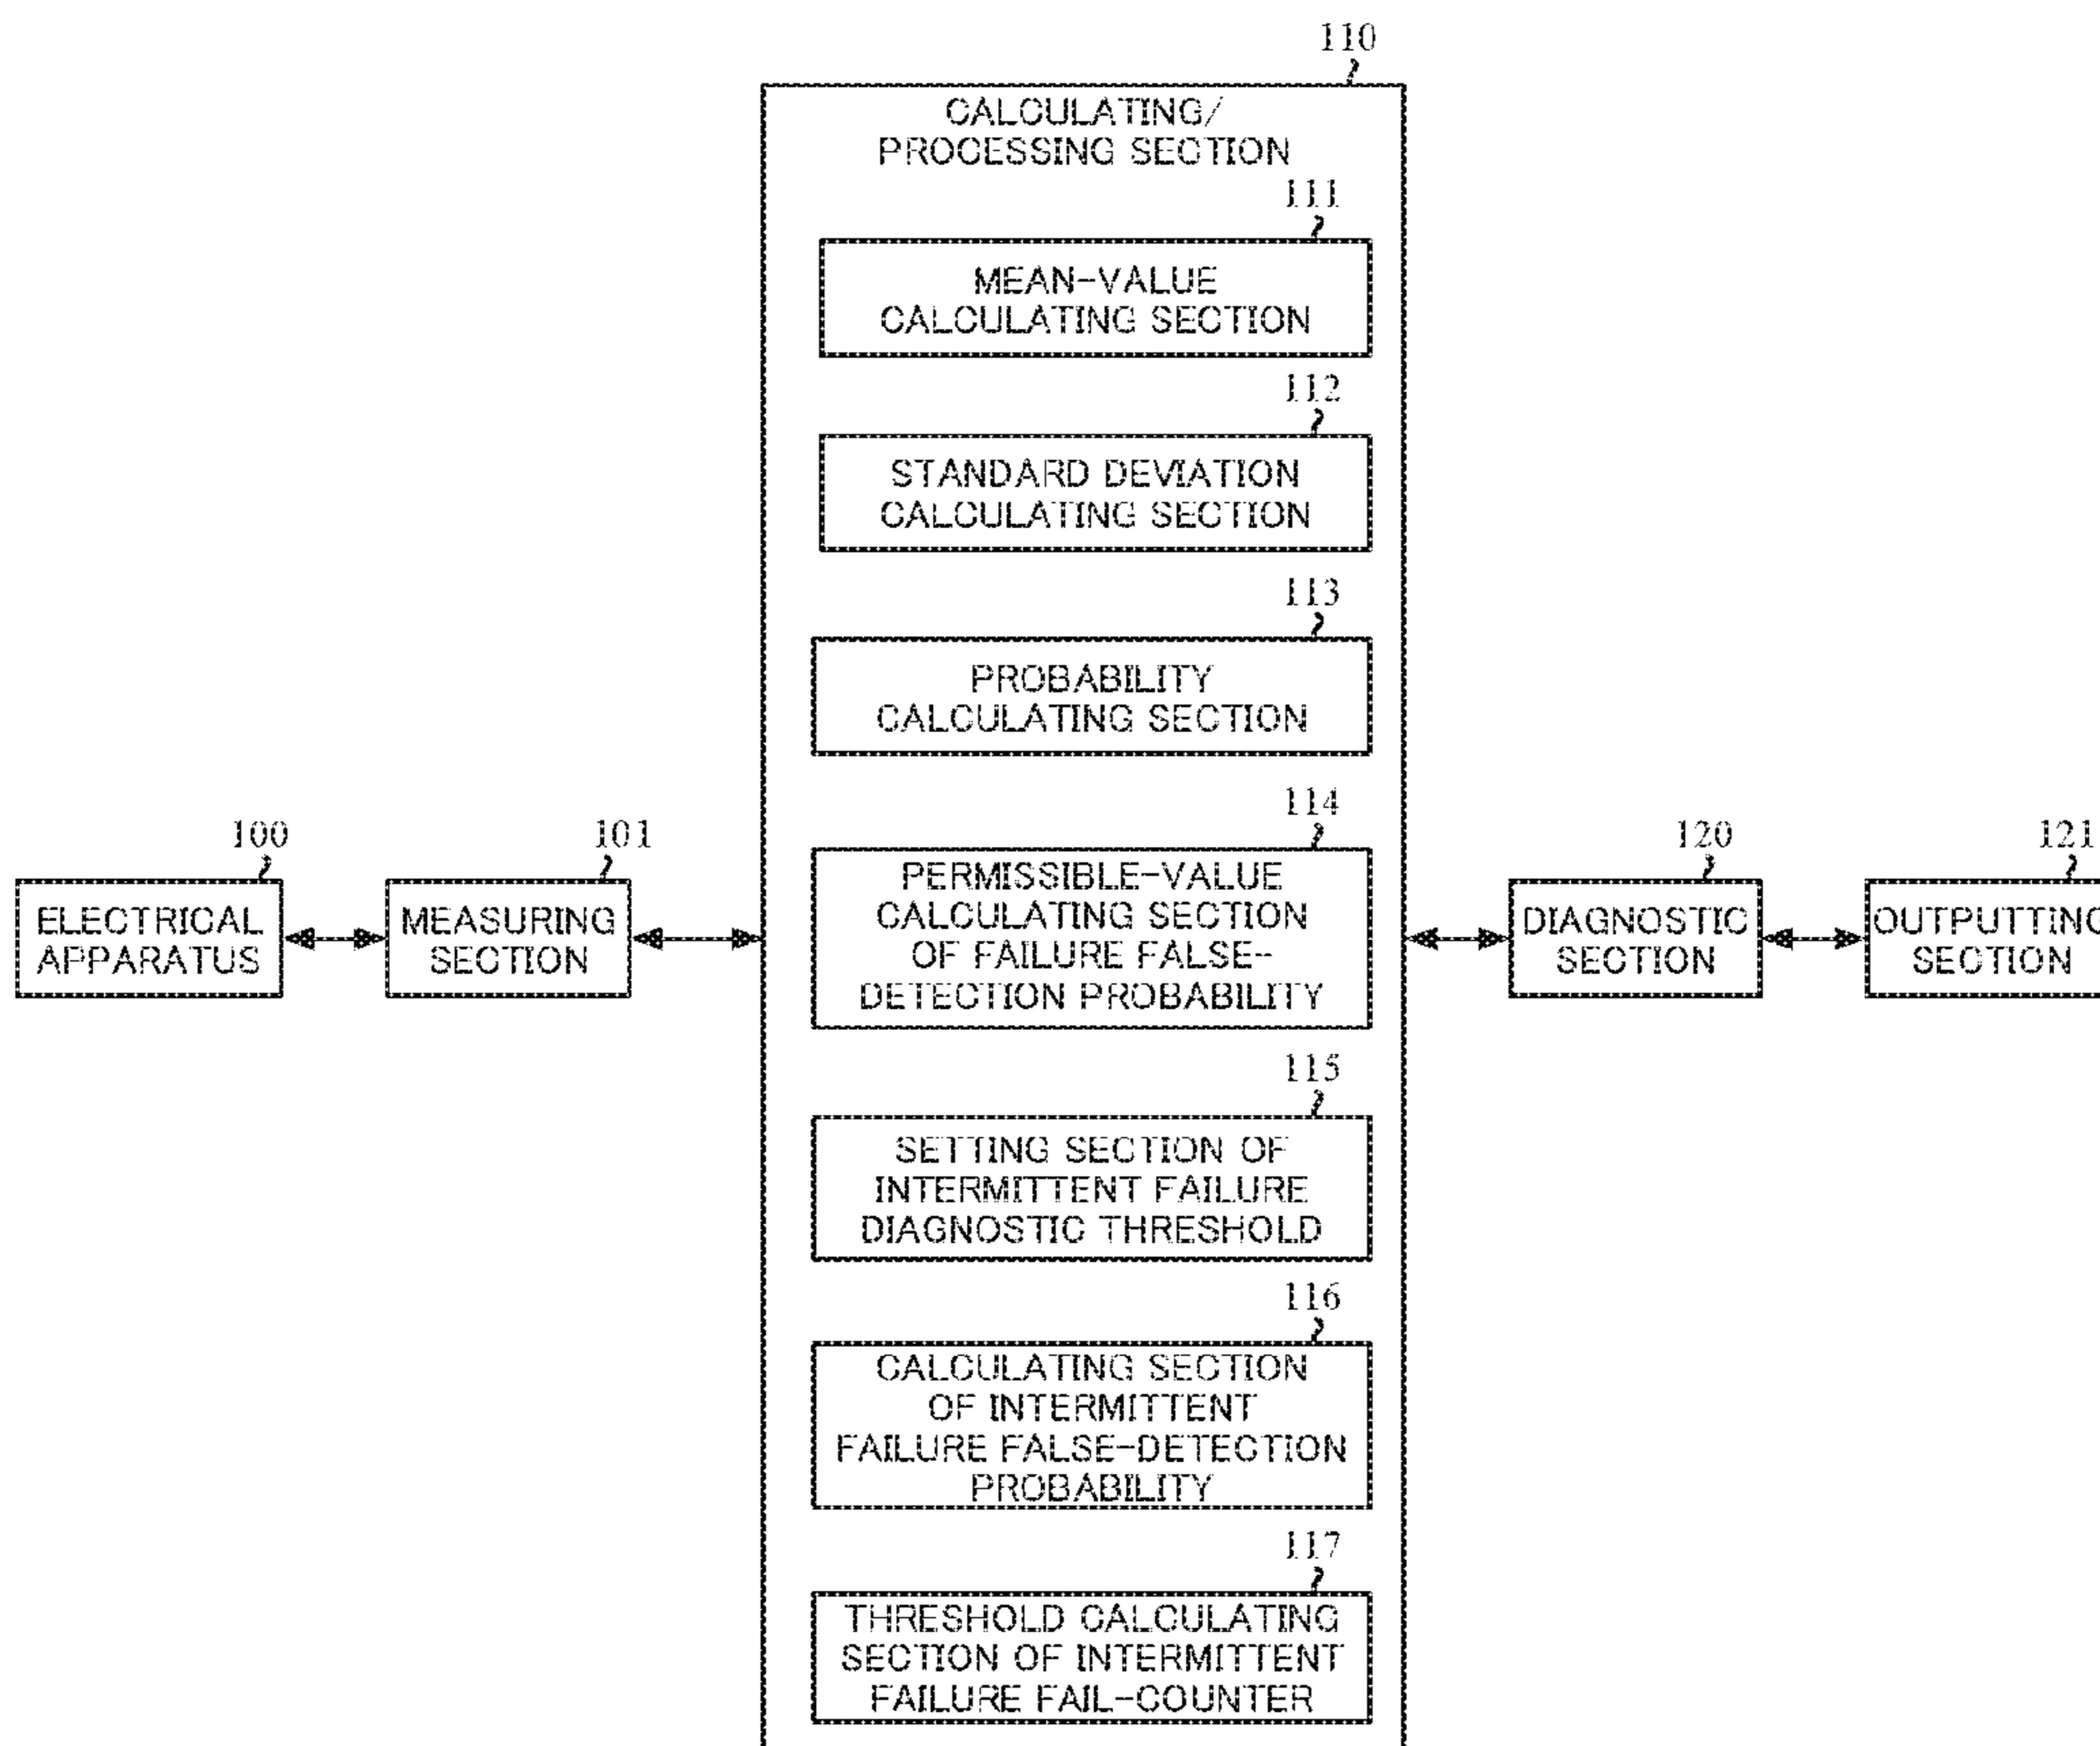 110
CALCULATING/
PROCESSING SECTION
111
MEAN-VALUE
CALCULATING SECTION
112
STANDARD DEVIATION
CALCULATING SECTION
113
PROBABILITY
CALCULATING SECTION
114
PERMISSIBLE-VALUE
CALCULATING SECTION
OF FAILURE FALSE-
DETECTION PROBABILITY
100
ELECTRICAL
APPARATUS
101
MEASURING
SECTION
120
DIAGNOSTIC
SECTION
121
OUTPUTTING
SECTION
115
SETTING SECTION OF
INTERMITTENT FAILURE
DIAGNOSTIC THRESHOLD
116
CALCULATING SECTION
OF INTERMITTENT
FAILURE FALSE-DETECTION
PROBABILITY
117
THRESHOLD CALCULATING
SECTION OF INTERMITTENT
FAILURE FAIL-COUNTER